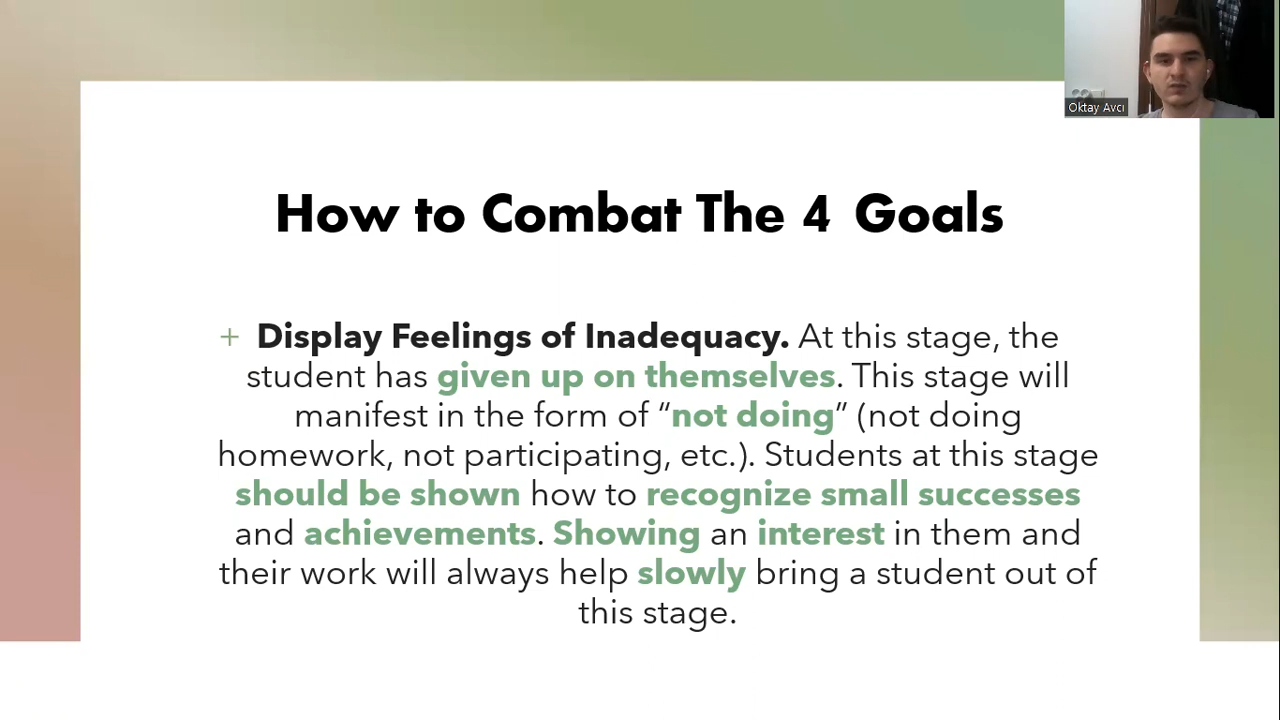 Oktay Avcı
How to Combat The 4 Goals
+ Display Feelings of Inadequacy. At this stage, the
student has given up on themselves. This stage will
manifest in the form of “not doing” (not doing
homework, not participating, etc.). Students at this stage
should be shown how to recognize small successes
and achievements. Showing an interest in them and
their work will always help slowly bring a student out of
this stage.